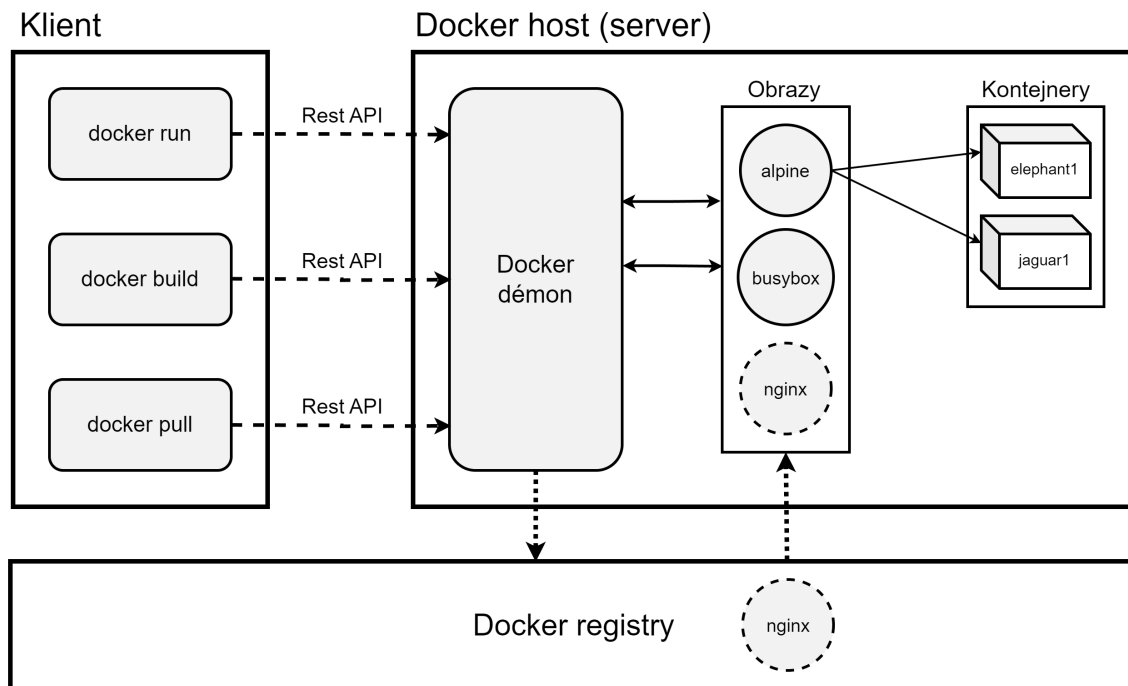 Klient
Docker host (server)
docker run
docker build
docker pull
Rest API
Rest API
Rest API
Docker
démon
Obrazy
alpine
busybox
nginx
Kontejnery
elephant1
jaguar1
Docker registry
nginx